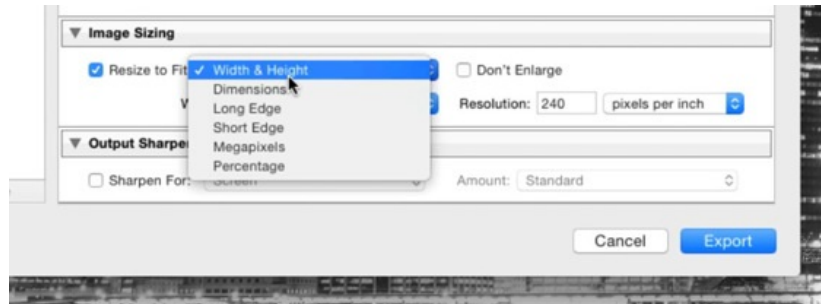 Image Sizing
Resize to Fit ✓ Width & Height Don't Enlarge
Dimensions
W Resolution: 240 pixels per inch
Long Edge
Short Edge
Output Sharpe
Megapixels
Percentage
Sharpen For: Screen Amount: Standard
Cancel Export